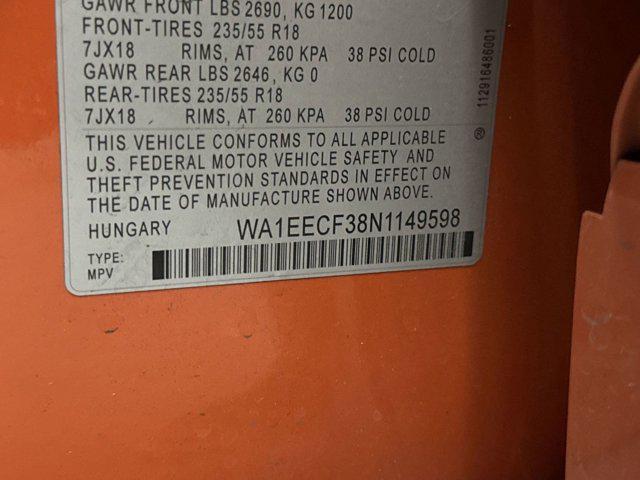 GAWR FRONT LBS 2690, KG 1200
FRONT-TIRES 235/55 R18
7JX18 RIMS, AT 260 KPA 38 PSI COLD
GAWR REAR LBS 2646, KG 0
REAR-TIRES 235/55 R18
7JX18 RIMS, AT 260 KPA 38 PSI COLD
THIS VEHICLE CONFORMS TO ALL APPLICABLE
U.S. FEDERAL MOTOR VEHICLE SAFETY AND
THEFT PREVENTION STANDARDS IN EFFECT ON
THE DATE OF MANUFACTURE SHOWN ABOVE.
HUNGARY WA1EECF38N1149598
TYPE:
MPV
112916486001